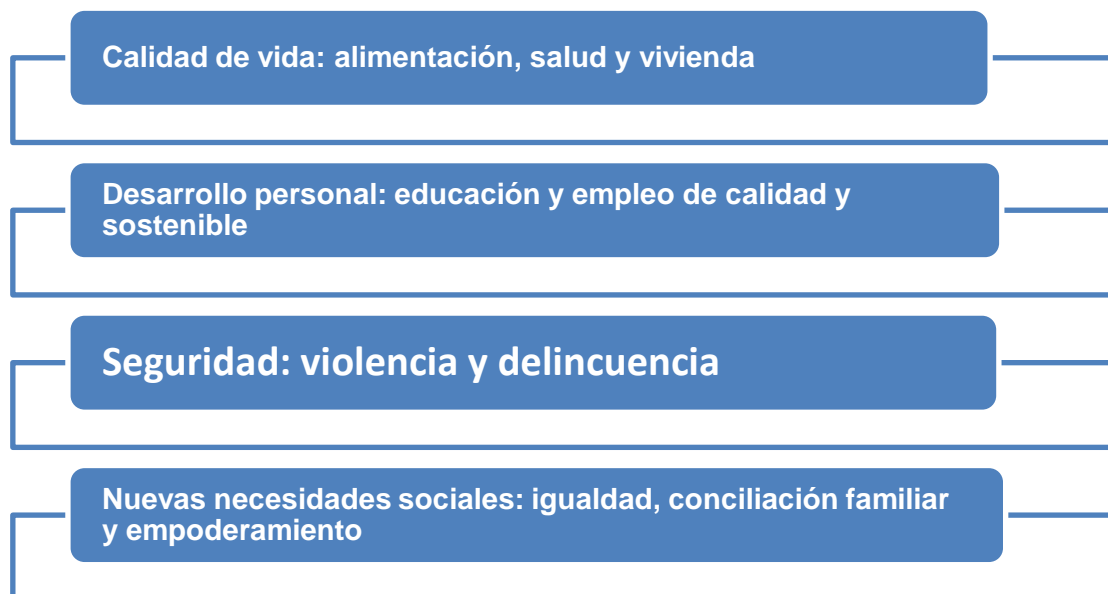 Calidad de vida: alimentación, salud y vivienda
Desarrollo personal: educación y empleo de calidad y
sostenible
Seguridad: violencia y delincuencia
Nuevas necesidades sociales: igualdad, conciliación familiar
y empoderamiento